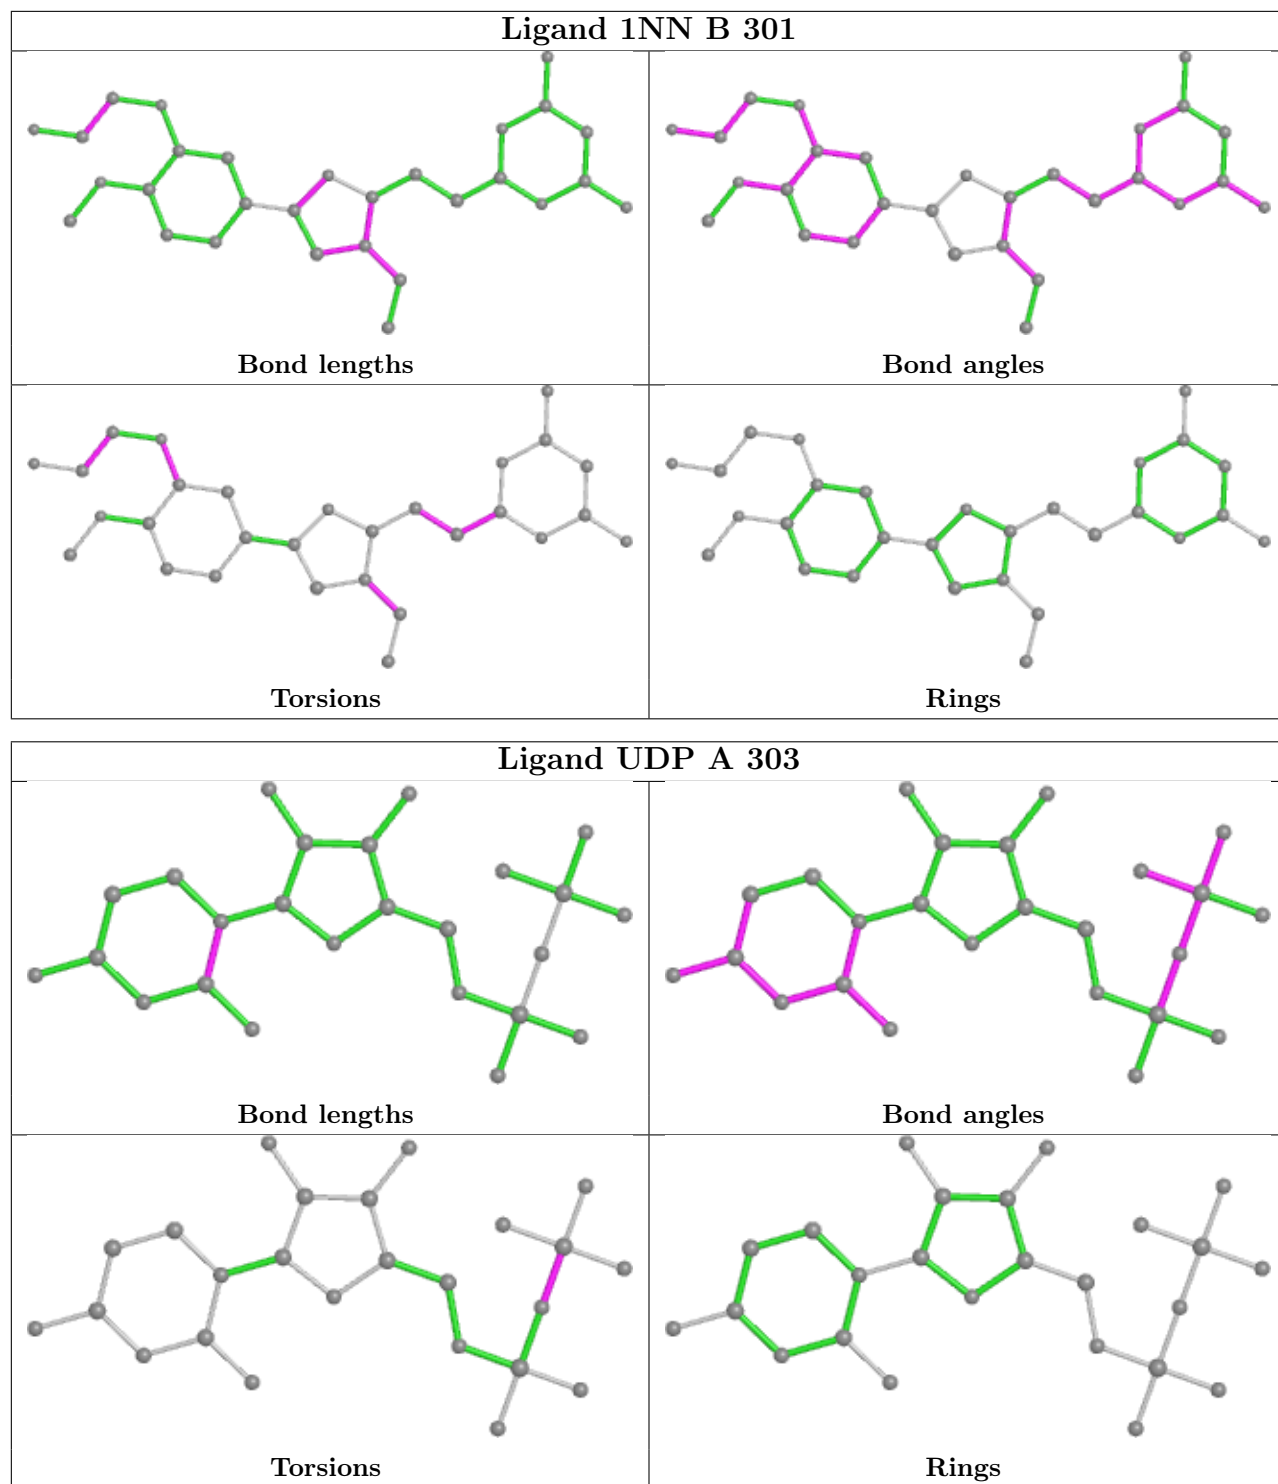 Ligand 1NN B 301
Bond lengths
Bond angles
Torsions
Rings
Ligand UDP A 303
Bond lengths
Bond angles
Torsions
Rings